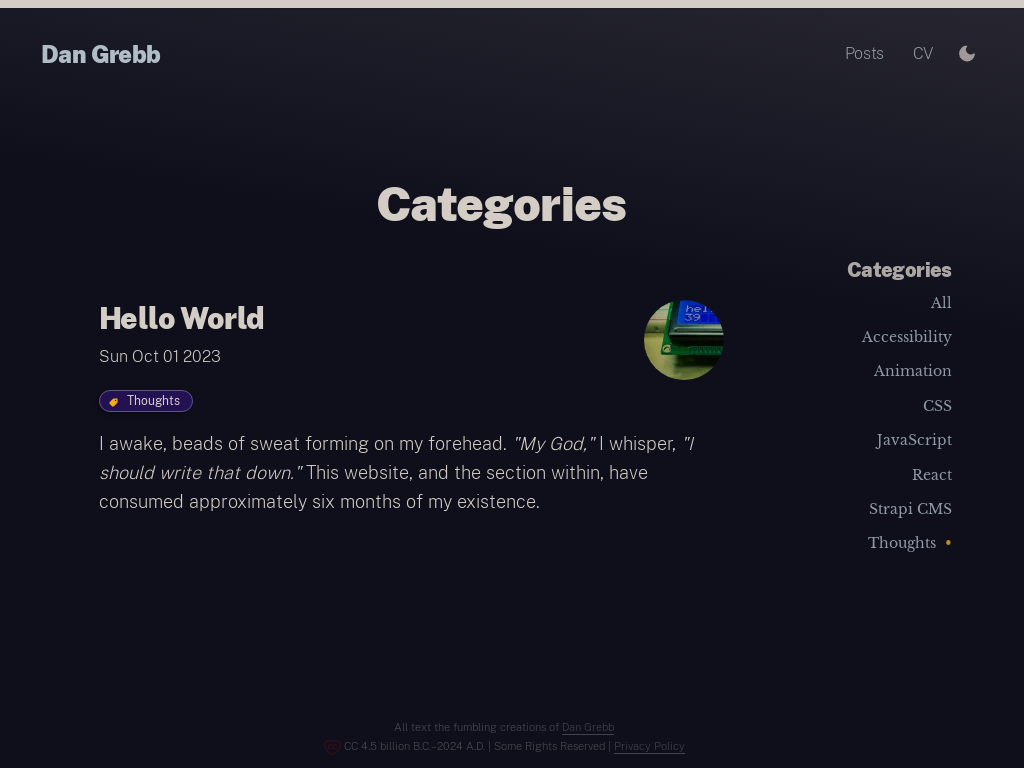 Dan Grebb
Posts
CV
Categories
Categories
All
Accessibility
Animation
CSS
JavaScript
React
Strapi CMS
Thoughts
Hello World
Sun Oct 01 2023
Thoughts
I awake, beads of sweat forming on my forehead. "My God," I whisper, "I
should write that down." This website, and the section within, have
consumed approximately six months of my existence.
39
All text the fumbling creations of Dan Grebb
CC 4.5 billion B.C.–2024 A.D. | Some Rights Reserved | Privacy Policy